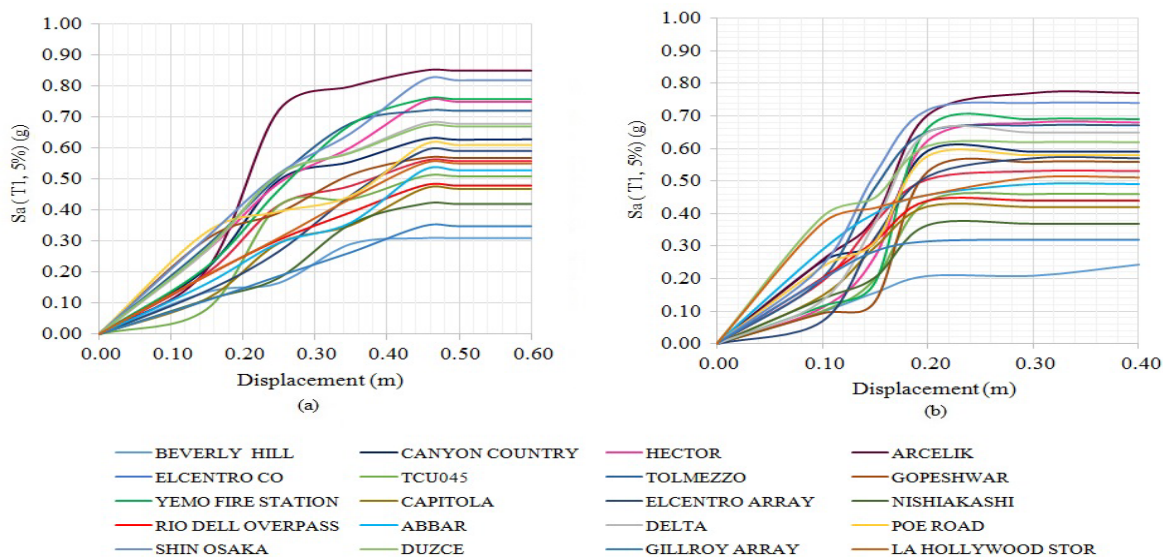 1.00
0.90
0.80
0.70
0.60
0.50
0.40
0.30
0.20
0.10
0.00
Sa (T1, 5%) (g)
0.00 0.10 0.20 0.30 0.40 0.50 0.60
Displacement (m)
(a)
1.00
0.90
0.80
0.70
0.60
0.50
0.40
0.30
0.20
0.10
0.00
Sa (T1, 5%) (g)
0.00 0.10 0.20 0.30 0.40
Displacement (m)
(b)
BEVERLY HILL CANYON COUNTRY HECTOR ARCELIK
ELCENTRO CO TCU045 TOLMEZZO GOPESHWAR
YEMO FIRE STATION CAPITOLA ELCENTRO ARRAY NISHIAKASHI
RIO DELL OVERPASS ABBAR DELTA POE ROAD
SHIN OSAKA DUZCE GILLROY ARRAY LA HOLLYWOOD STOR